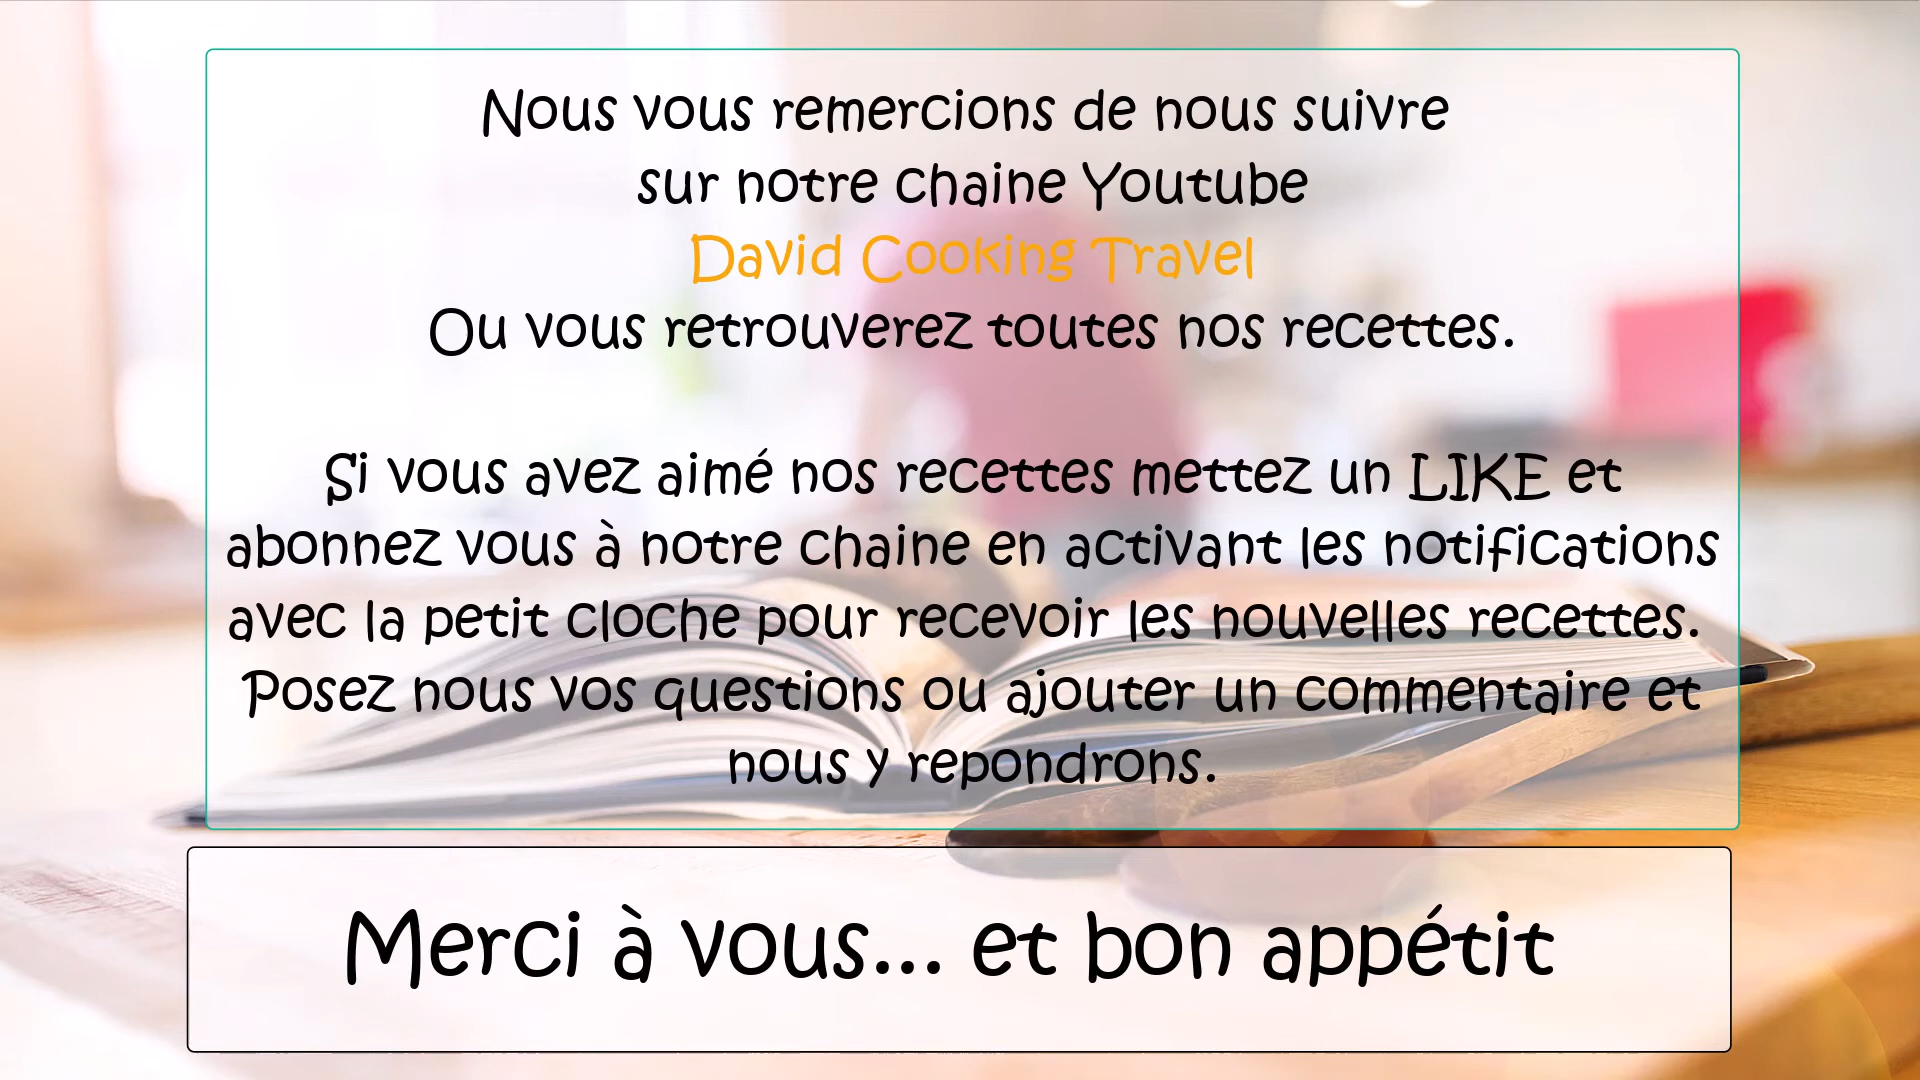 Nous vous remercions de nous suivre
sur notre chaine Youtube
David Cooking Travel
Ou vous retrouverez toutes nos recettes.
Si vous avez aimé nos recettes mettez un LIKE et
abonnez vous à notre chaine en activant les notifications
avec la petit cloche pour recevoir les nouvelles recettes.
Posez nous vos questions ou ajouter un commentaire et
nous y repondrons.
Merci à vous... et bon appétit